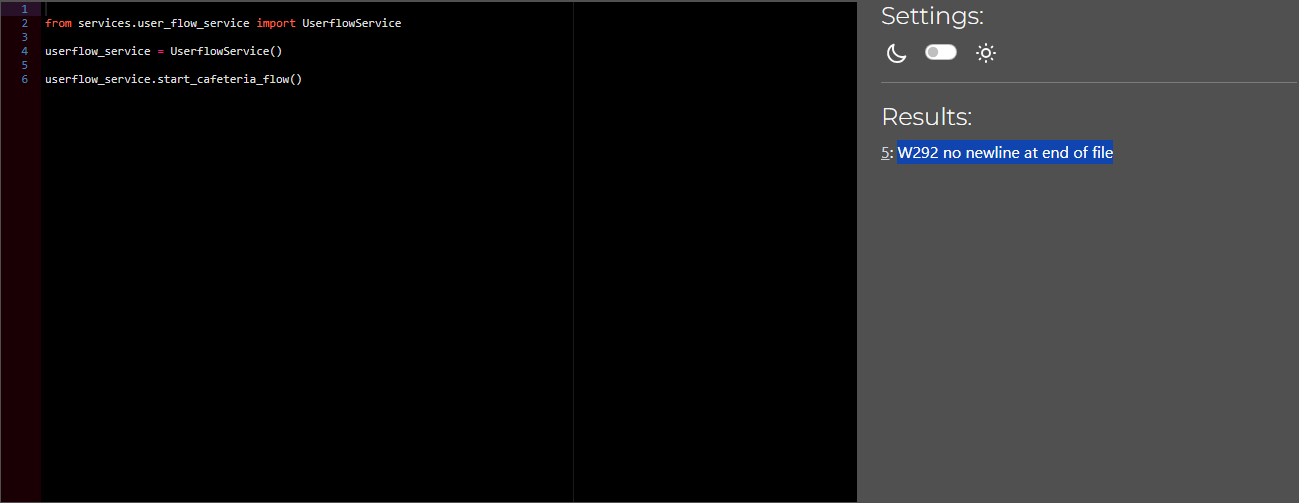 1
2 from services.user_flow_service import UserflowService
3
4 userflow_service = UserflowService()
5
6 userflow_service.start_cafeteria_flow()
Settings:
Results:
5: W292 no newline at end of file